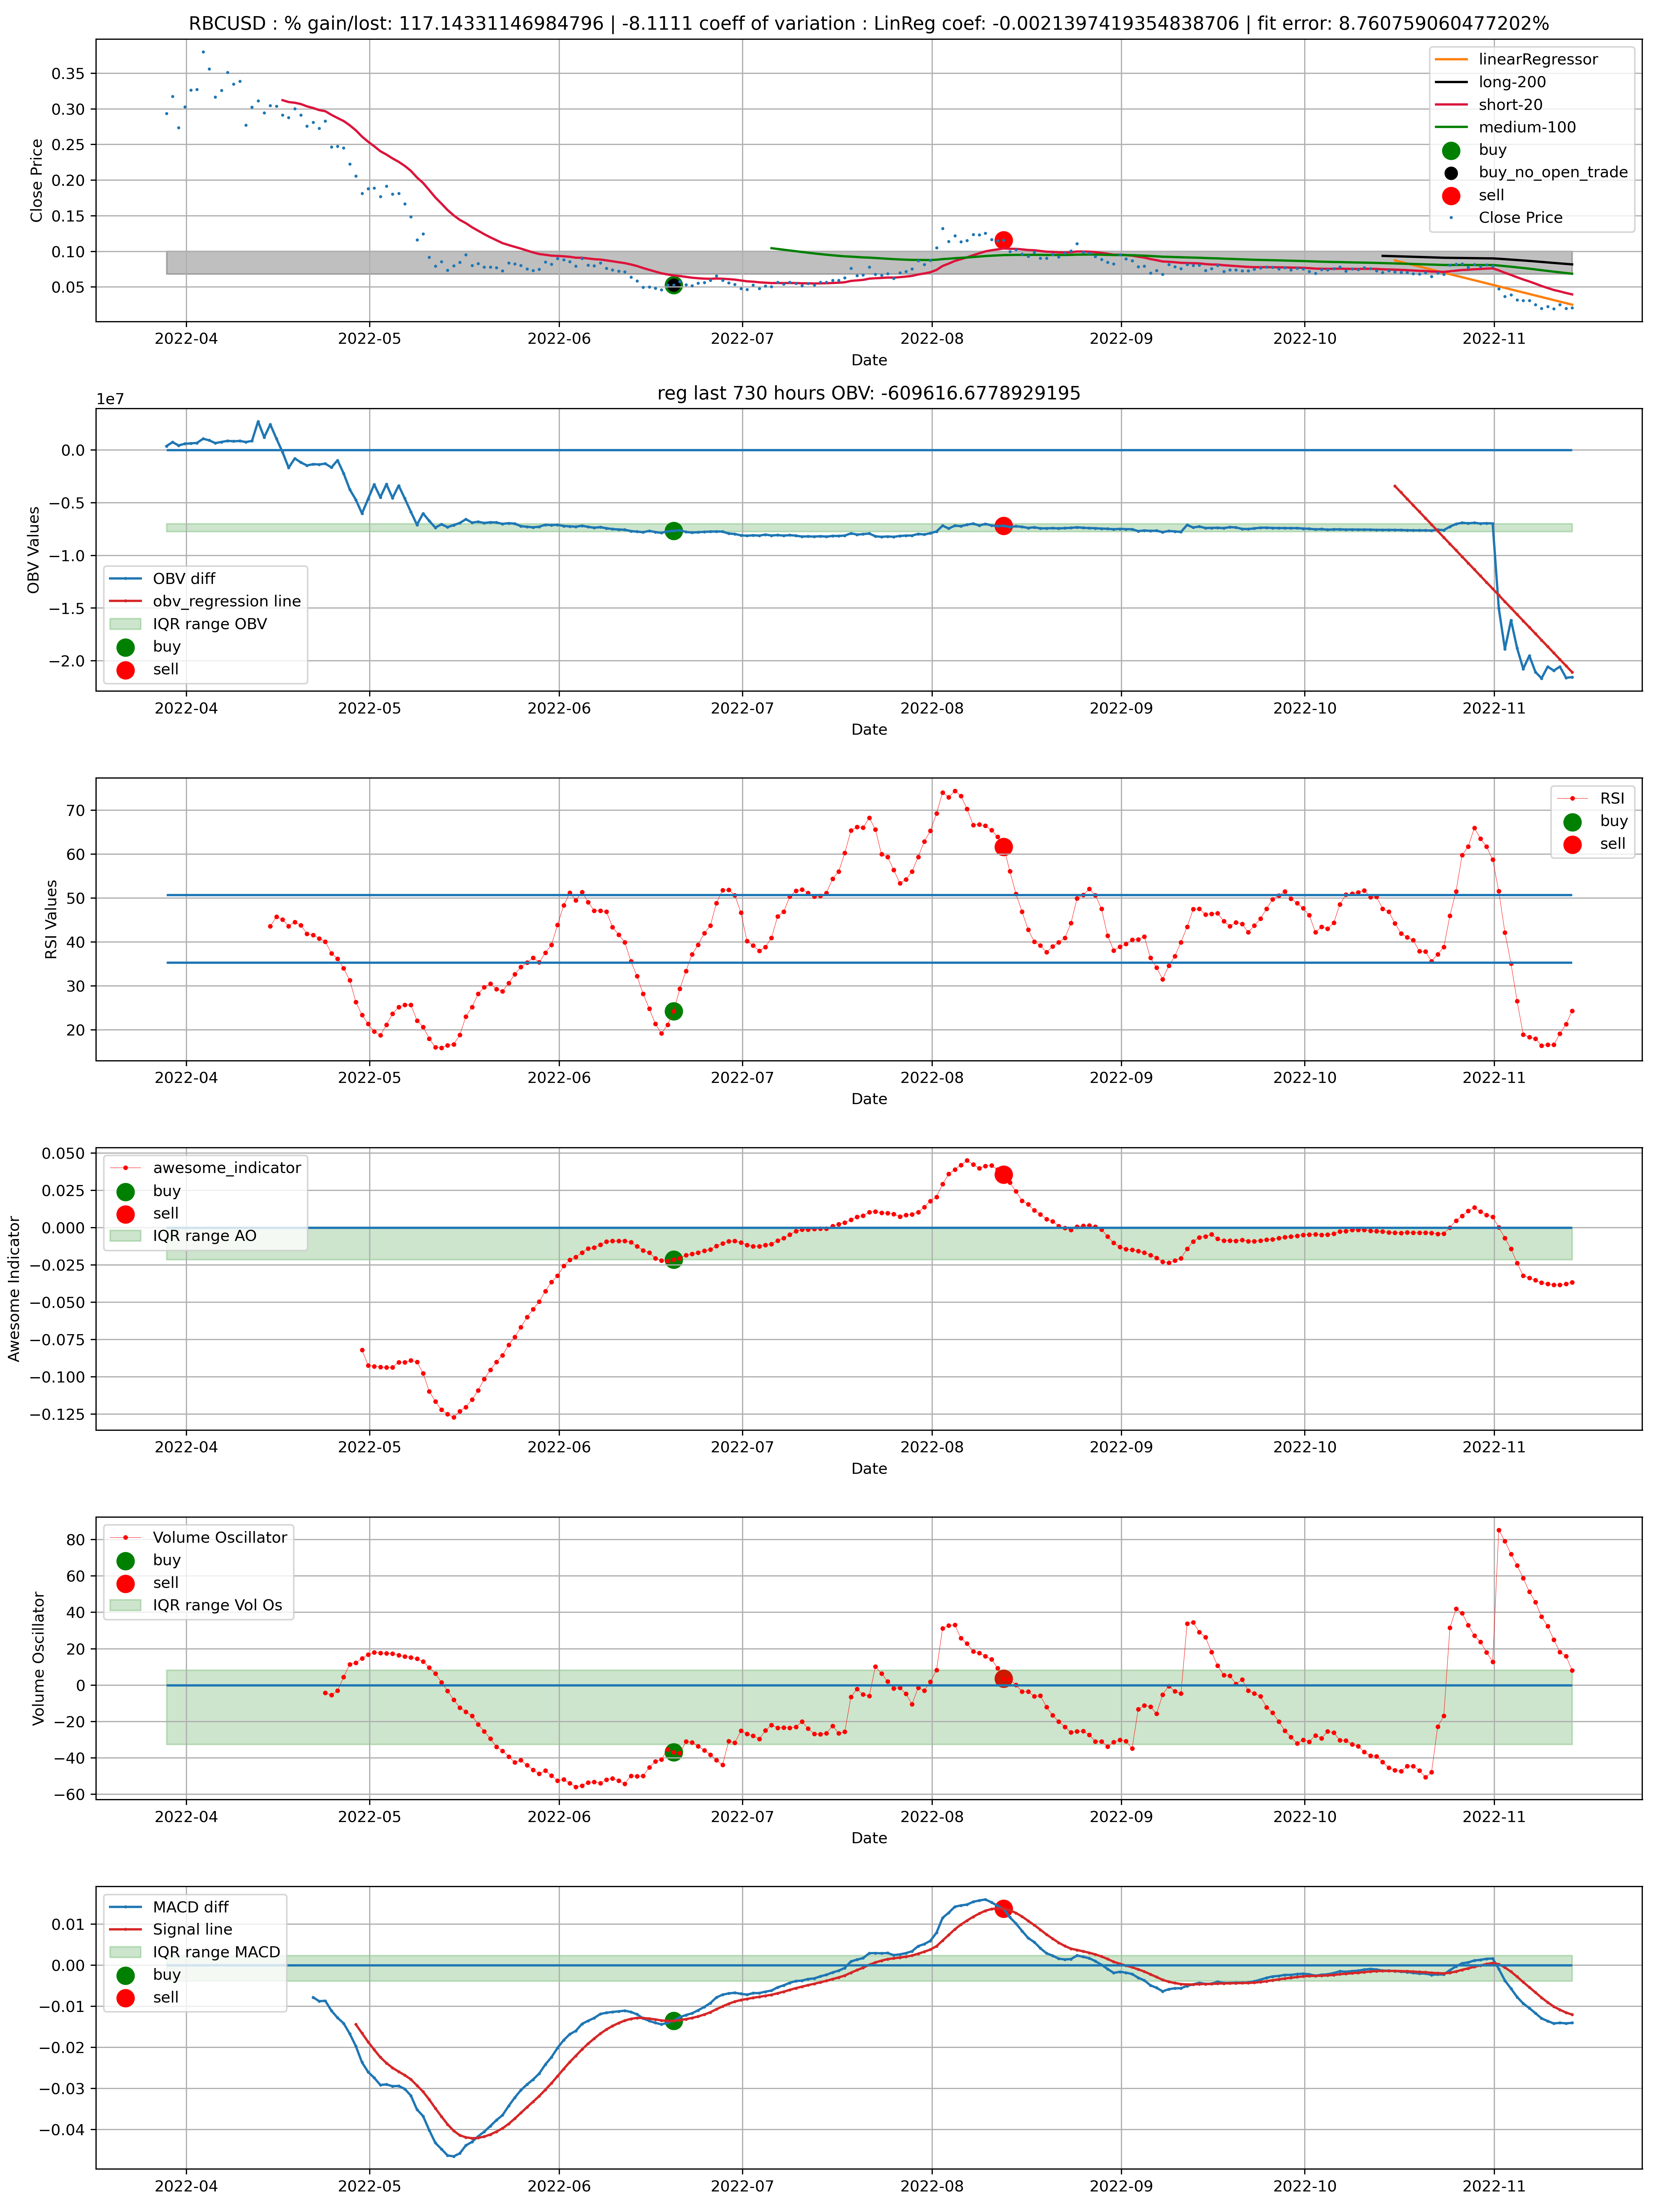 RBCUSD : % gain/lost: 117.14331146984796 | -8.1111 coeff of variation : LinReg coef: -0.0021397419354838706 | fit error: 8.760759060477202%
Close Price
0.35
0.30
0.25
0.20
0.15
0.10
0.05
linearRegressor
long-200
short-20
medium-100
buy
buy_no_open_trade
sell
Close Price
2022-04 2022-05 2022-06 2022-07 2022-08 2022-09 2022-10 2022-11
Date
reg last 730 hours OBV: -609616.6778929195
1e7
OBV Values
0.0
−0.5
−1.0
−1.5
−2.0
OBV diff
obv_regression line
IQR range OBV
buy
sell
2022-04 2022-05 2022-06 2022-07 2022-08 2022-09 2022-10 2022-11
Date
RSI Values
70
60
50
40
30
20
RSI
buy
sell
2022-04 2022-05 2022-06 2022-07 2022-08 2022-09 2022-10 2022-11
Date
Awesome Indicator
0.050
0.025
0.000
−0.025
−0.050
−0.075
−0.100
−0.125
awesome_indicator
buy
sell
IQR range AO
2022-04 2022-05 2022-06 2022-07 2022-08 2022-09 2022-10 2022-11
Date
Volume Oscillator
80
60
40
20
0
−20
−40
−60
Volume Oscillator
buy
sell
IQR range Vol Os
2022-04 2022-05 2022-06 2022-07 2022-08 2022-09 2022-10 2022-11
Date
0.01
0.00
−0.01
−0.02
−0.03
−0.04
MACD diff
Signal line
IQR range MACD
buy
sell
2022-04 2022-05 2022-06 2022-07 2022-08 2022-09 2022-10 2022-11